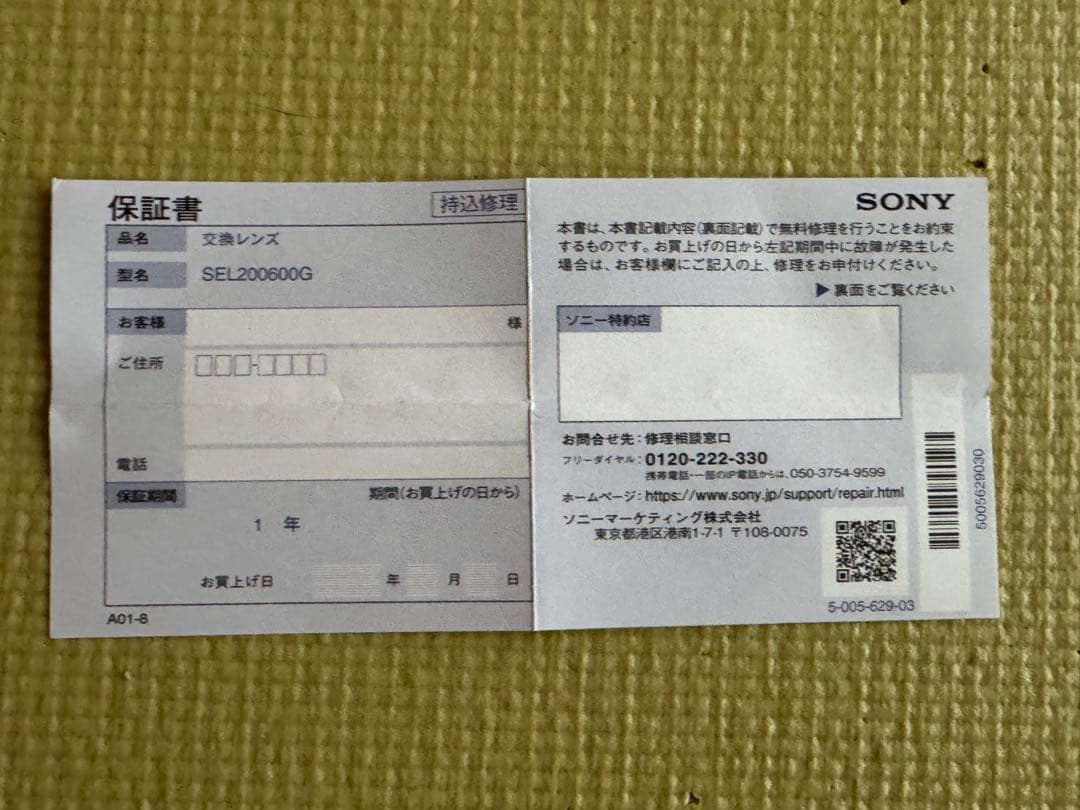 保証書
持込修理
品名 交換レンズ
型名 SEL200600G
お客様 様
ご住所
電話
保証期間 期間(お買上げの日から)
1 年
お買上げ日 年 月 日
A01-8
SONY
本書は、本書記載内容(裏面記載)で無料修理を行うことをお約束
するものです。お買上げの日から左記期間中に故障が発生した
場合は、お客様欄にご記入の上、修理をお申付けください。
▶裏面をご覧ください
ソニー特約店
お問合せ先：修理相談窓口
フリーダイヤル：0120-222-330
携帯電話・一部のIP電話からは、050-3754-9599
ホームページ：https://www.sony.jp/support/repair.html
ソニーマーケティング株式会社
東京都港区港南1-7-1 〒108-0075
5-005-629-03
5005629030